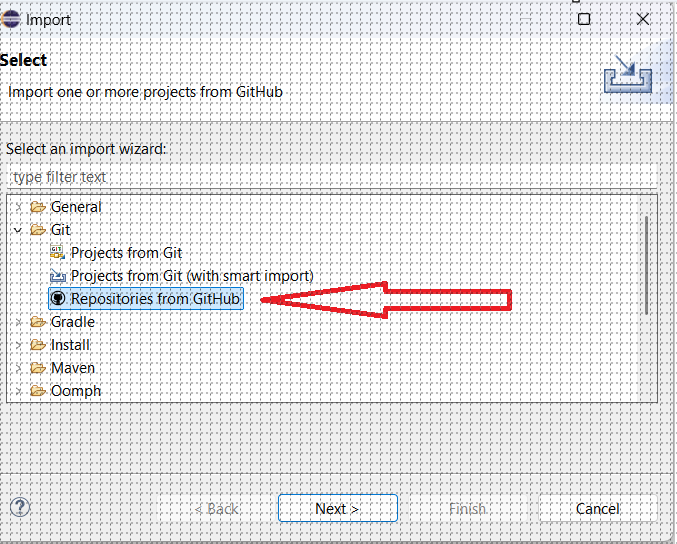 Import
Select
Import one or more projects from GitHub
Select an import wizard:
type filter text
General
Git
GIT
Projects from Git
Projects from Git (with smart import)
Repositories from GitHub
Gradle
Install
Maven
Oomph
?
< Back
Next >
Finish
Cancel